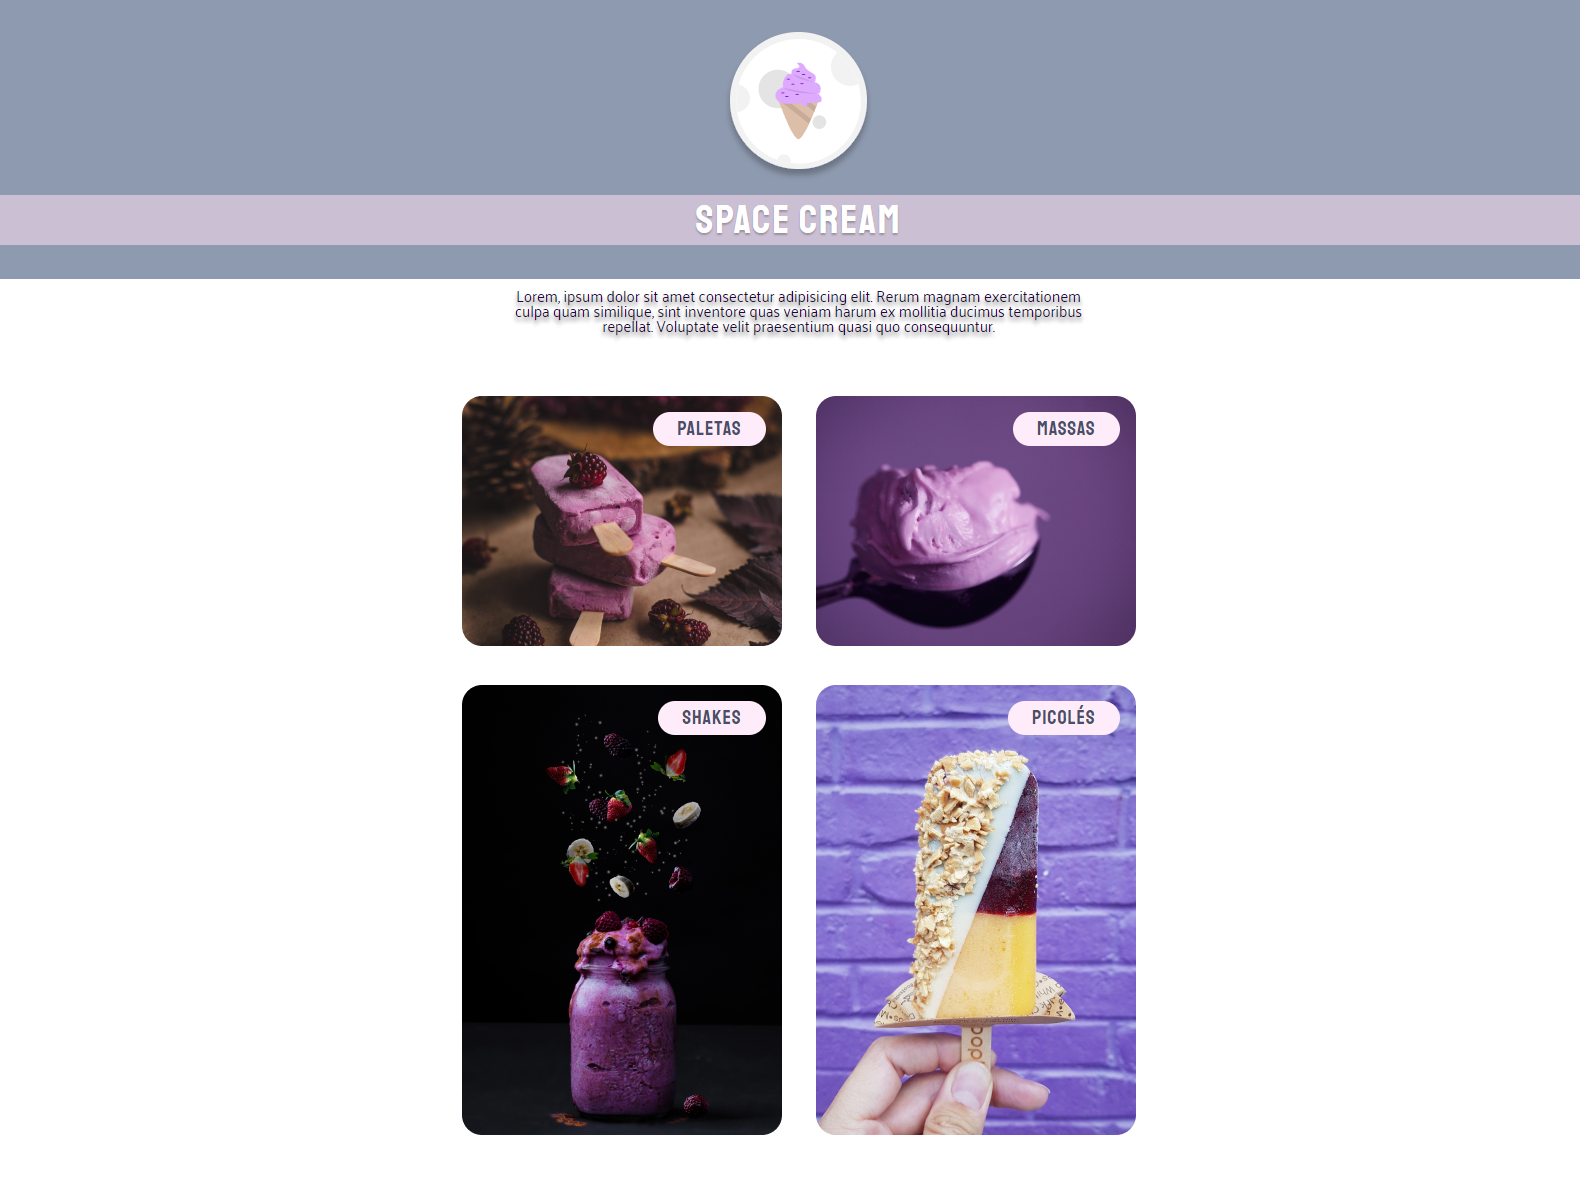 SPACE CREAM
Lorem, ipsum dolor sit amet consectetur adipisicing elit. Rerum magnam exercitationem
culpa quam similique, sint inventore quas veniam harum ex mollitia ducimus temporibus
repellat. Voluptate velit praesentium quasi quo consequuntur.
PALETAS
MASSAS
SHAKES
PICOLÉS